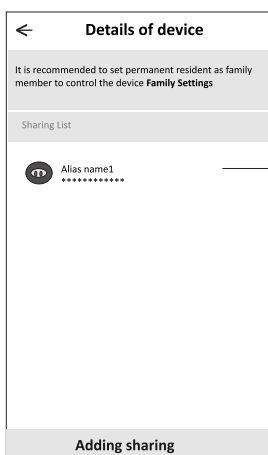 Details of device
It is recommended to set permanent resident as family
member to control the device Family Settings
Sharing List
Alias name1
************
Adding sharing